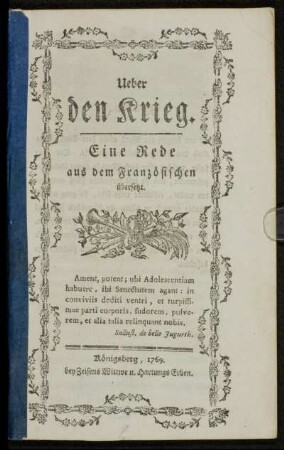 Ueber
den Krieg.
Eine Rede
aus dem Französischen
übersetzt.
Ament, potent; ubi Adolescentiam
habuere, ibi Senectutem agant: in
conviviis dediti ventri, et turpissi-
mae parti corporis. sudorem, pulve-
rem, et alia talia relinquant nobis.
Sallust. de bello Jugurth.
Königsberg, 1769.
bey Zeisens Wittwe u. Hartungs Erben.